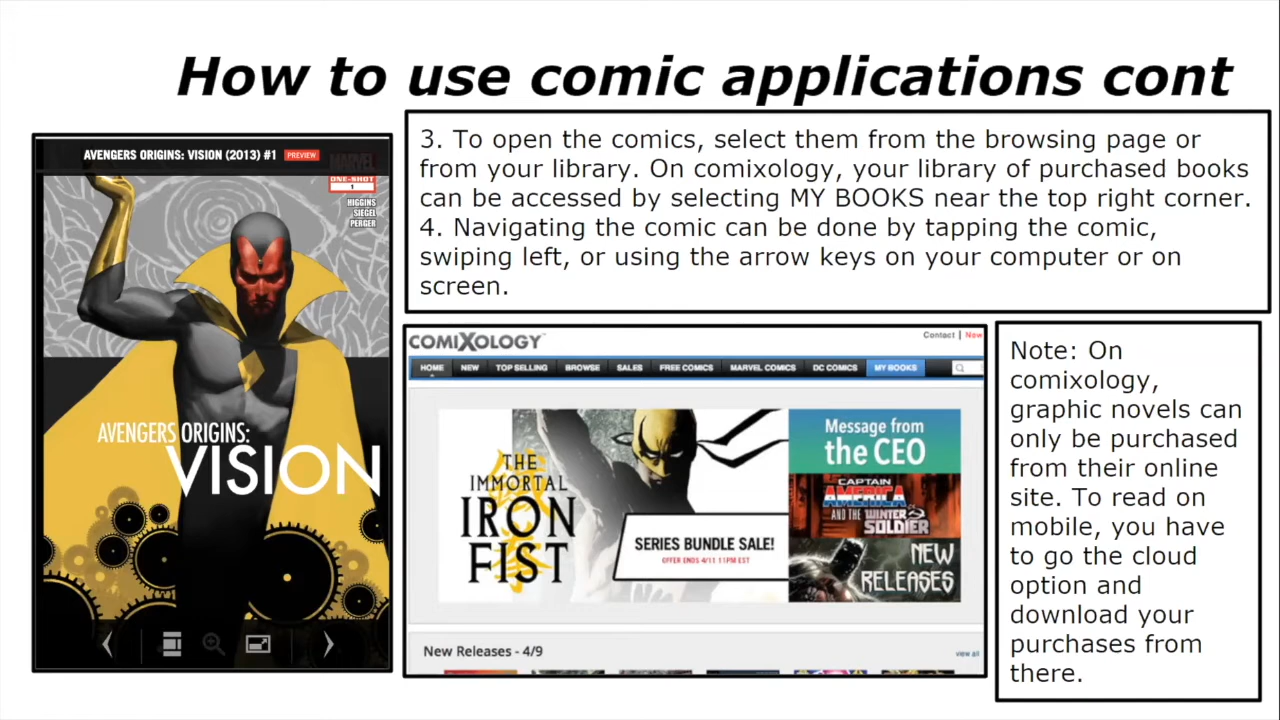 How to use comic applications cont
3. To open the comics, select them from the browsing page or
from your library. On comixology, your library of purchased books
can be accessed by selecting MY BOOKS near the top right corner.
4. Navigating the comic can be done by tapping the comic,
swiping left, or using the arrow keys on your computer or on
screen.
AVENGERS ORIGINS: VISION (2013) #1 PREVIEW
MARVEL
ONE-SHOT
1
HIGGINS
SIEGEL
PERGER
AVENGERS ORIGINS:
VISION
COMIXOLOGY
Contact | New
HOME NEW TOP SELLING BROWSE SALES FREE COMICS MARVEL COMICS DC COMICS MY BOOKS
THE
IMMORTAL
IRON
FIST
SERIES BUNDLE SALE!
OFFER ENDS 4/11 11PM EST
Message from
the CEO
CAPTAIN
AMERICA
AND THE WINTER
SOLDIER
NEW
RELEASES
New Releases - 4/9
view all
Note: On
comixology,
graphic novels can
only be purchased
from their online
site. To read on
mobile, you have
to go the cloud
option and
download your
purchases from
there.